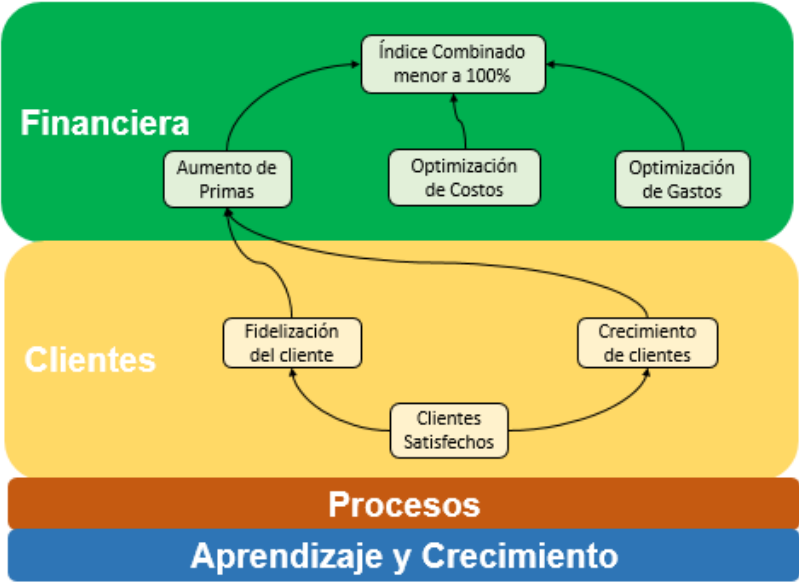 Índice Combinado
menor a 100%
Financiera
Aumento de
Primas
Optimización
de Costos
Optimización
de Gastos
Fidelización
del cliente
Crecimiento
de clientes
Clientes
Clientes
Satisfechos
Procesos
Aprendizaje y Crecimiento